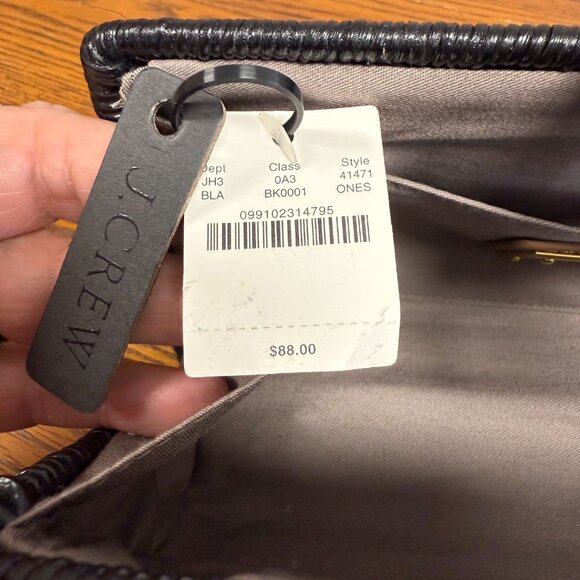 J.CREW
Dept Class Style
JH3 0A3 41471
BLA BK0001 ONES
099102314795
$88.00